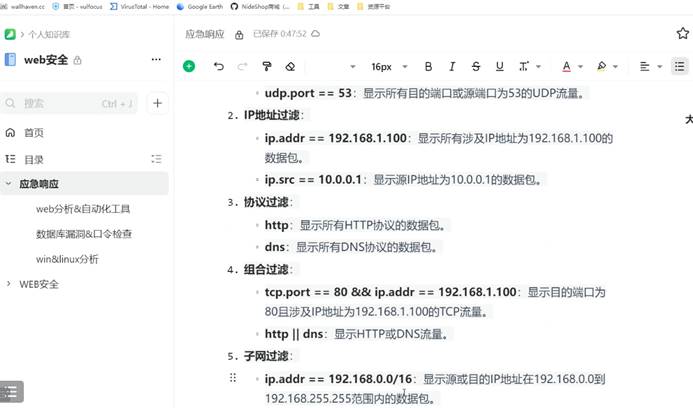 wallhaven.cc 首页 - vulfocus VirusTotal - Home Google Earth NideShop商城（... 工具 文章 资源平台
个人知识库
应急响应 已保存 0:47:52
web安全
16px B I S U T A
搜索 Ctrl + J
首页
目录
应急响应
web分析&自动化工具
数据库漏洞&口令检查
win&linux分析
WEB安全
udp.port == 53：显示所有目的端口或源端口为53的UDP流量。
2. IP地址过滤：
ip.addr == 192.168.1.100：显示所有涉及IP地址为192.168.1.100的
数据包。
ip.src == 10.0.0.1：显示源IP地址为10.0.0.1的数据包。
3. 协议过滤：
http：显示所有HTTP协议的数据包。
dns：显示所有DNS协议的数据包。
4. 组合过滤：
tcp.port == 80 && ip.addr == 192.168.1.100：显示目的端口为
80且涉及IP地址为192.168.1.100的TCP流量。
http || dns：显示HTTP或DNS流量。
5. 子网过滤：
ip.addr == 192.168.0.0/16：显示源或目的IP地址在192.168.0.0到
192.168.255.255范围内的数据包。